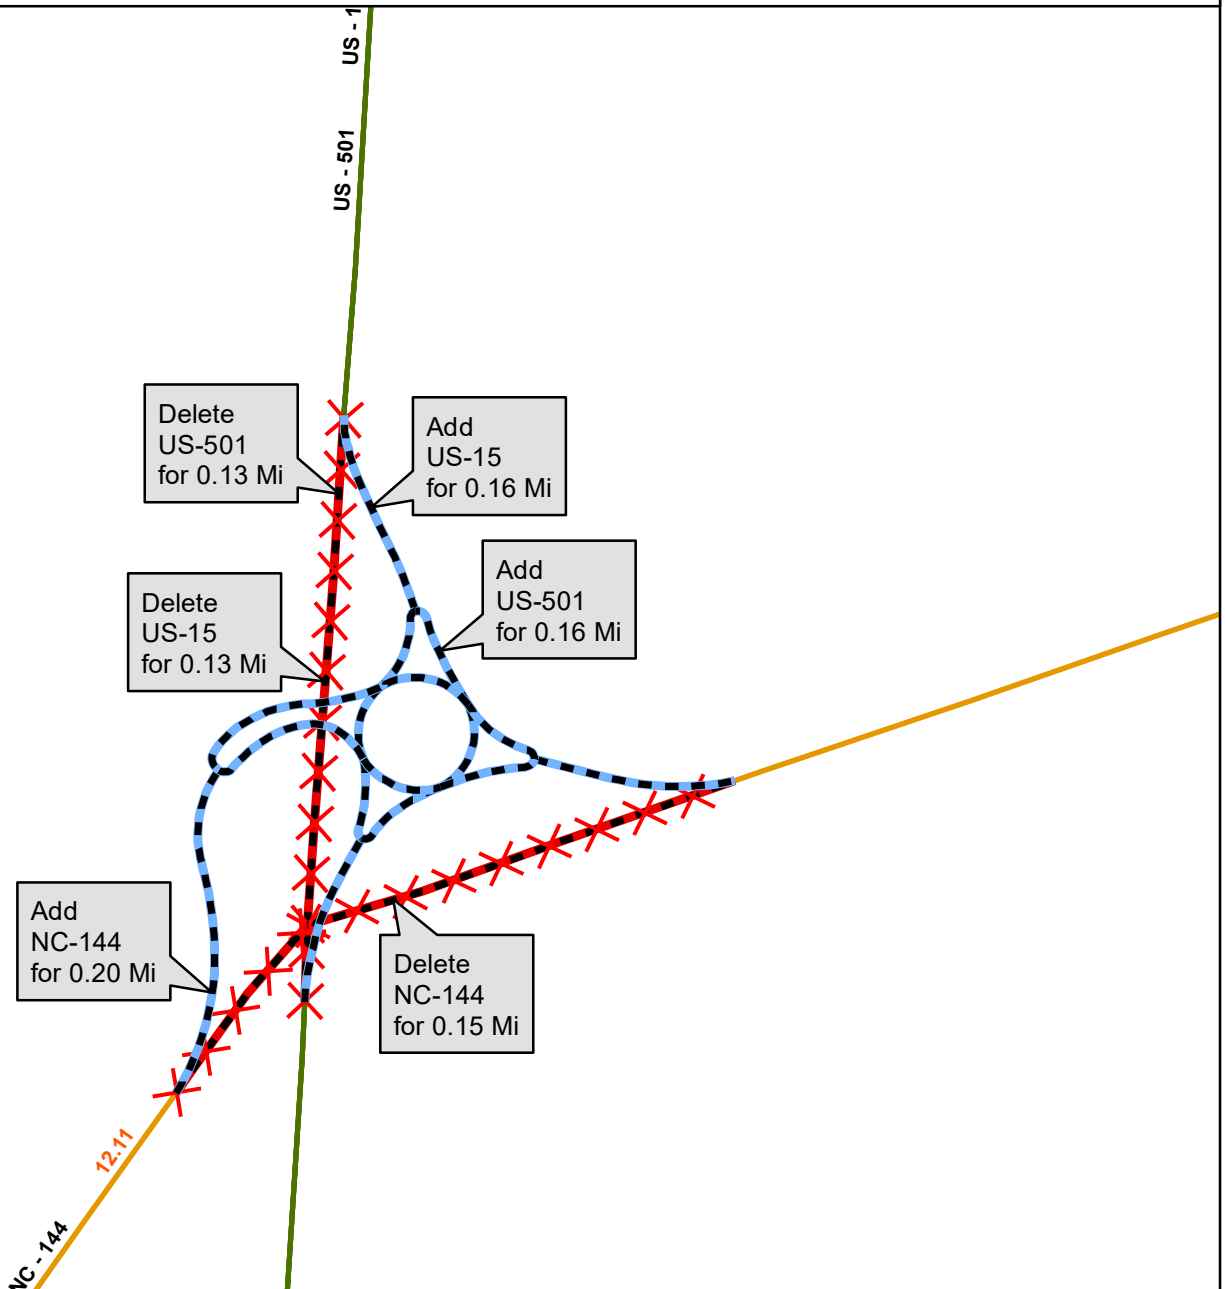 US - 1
US - 501
Delete
US-501
for 0.13 Mi
Add
US-15
for 0.16 Mi
Add
US-501
for 0.16 Mi
Delete
US-15
for 0.13 Mi
Add
NC-144
for 0.20 Mi
Delete
NC-144
for 0.15 Mi
12.11
NC - 144